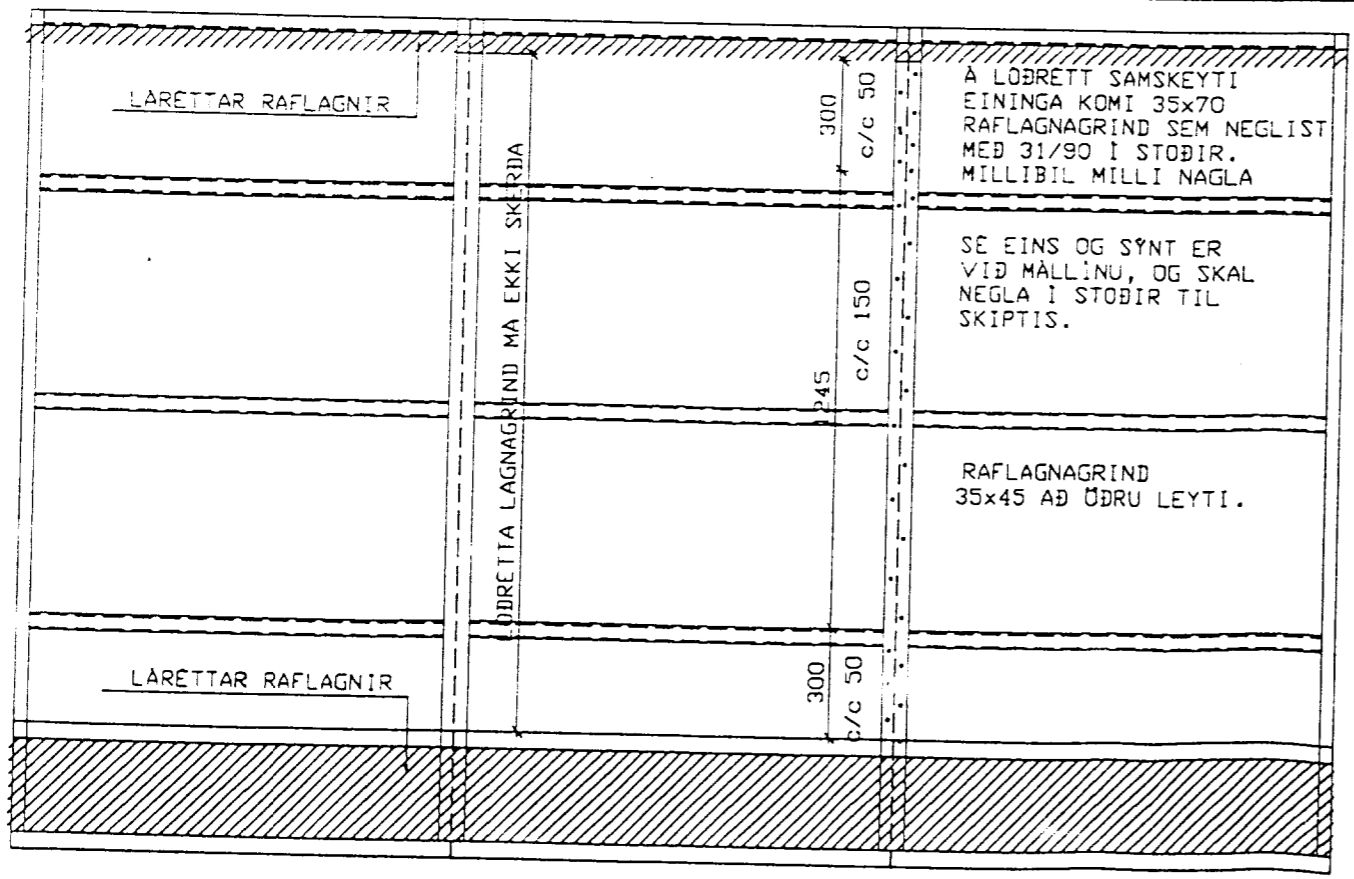 LÁRÉTTAR RAFLAGNIR
LÓÐRÉTTA LAGNAGRIND MÁ EKKI SKERÐA
300
c/c 50
c/c 150
300
c/c 50
Á LÓÐRÉTT SAMSKEYTI
EININGA KOMI 35x70
RAFLAGNAGRIND SEM NEGLIST
MEÐ 31/90 Í STOÐIR.
MILLIBIL MILLI NAGLA
SÉ EINS OG SÝNT ER
VIÐ MÁLLÍNU, OG SKAL
NEGLA Í STOÐIR TIL
SKIPTIS.
RAFLAGNAGRIND
35x45 AÐ ÖÐRU LEYTI.
LÁRÉTTAR RAFLAGNIR